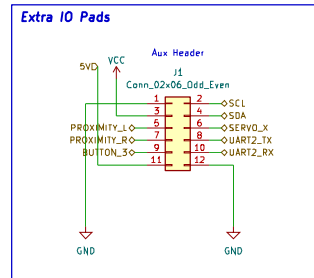 Extra IO Pads
Aux Header
5V VCC J1
Conn_02x06_Odd_Even
1 2 SCL
3 4 SDA
PROXIMITY_L 5 6 SERVO_X
PROXIMITY_R 7 8 UART2_TX
BUTTON_3 9 10 UART2_RX
11 12
GND GND